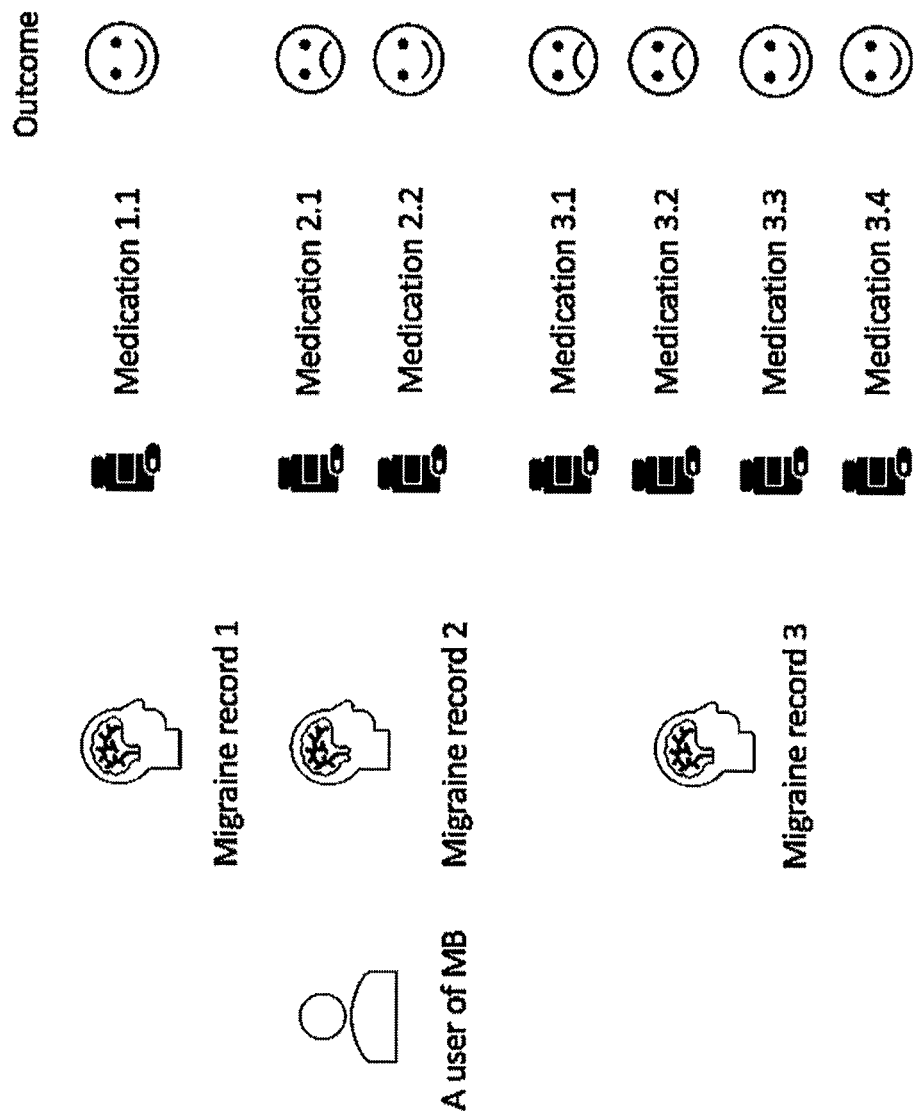 Outcome
Medication 1.1
Medication 2.1
Medication 2.2
Medication 3.1
Medication 3.2
Medication 3.3
Medication 3.4
Migraine record 1
Migraine record 2
Migraine record 3
A user of MB